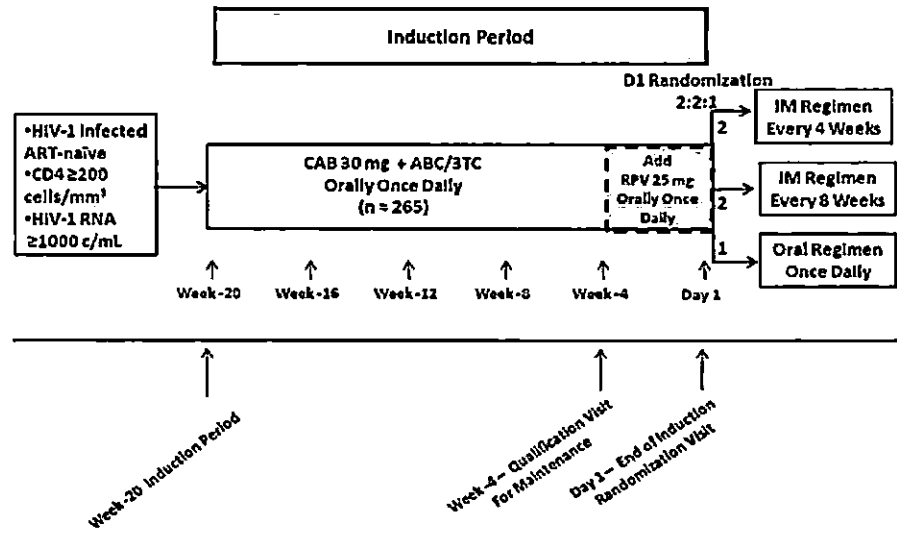 Induction Period
D1 Randomization
2:2:1
•HIV-1 Infected
ART-naïve
•CD4 ≥200
cells/mm³
•HIV-1 RNA
≥1000 c/mL
CAB 30 mg + ABC/3TC
Orally Once Daily
(n ≈ 265)
Add
RPV 25 mg
Orally Once
Daily
2
IM Regimen
Every 4 Weeks
2
IM Regimen
Every 8 Weeks
1
Oral Regimen
Once Daily
Week-20
Week-16
Week-12
Week-8
Week-4
Day 1
Week-20 Induction Period
Week-4 – Qualification Visit
For Maintenance
Day 1 – End of Induction
Randomization Visit